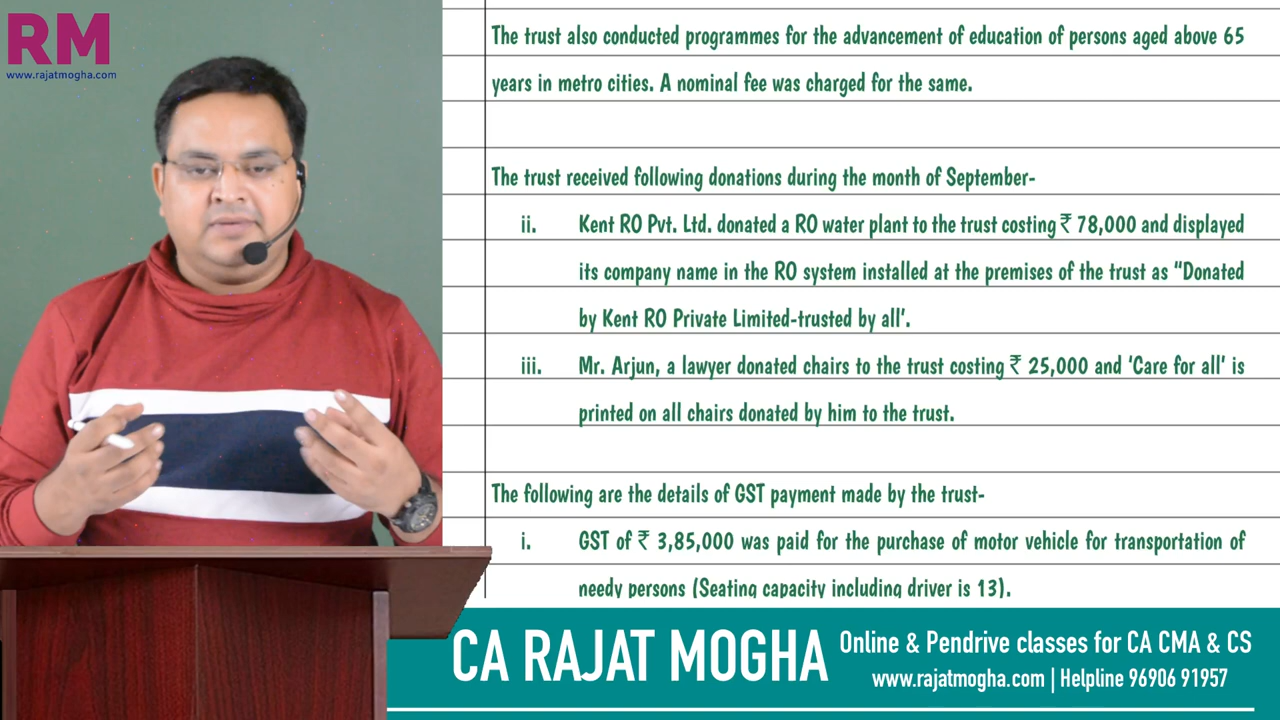 RM
www.rajatmogha.com
The trust also conducted programmes for the advancement of education of persons aged above 65
years in metro cities. A nominal fee was charged for the same.
The trust received following donations during the month of September-
ii. Kent RO Pvt. Ltd. donated a RO water plant to the trust costing ₹ 78,000 and displayed
its company name in the RO system installed at the premises of the trust as “Donated
by Kent RO Private Limited-trusted by all’.
iii. Mr. Arjun, a lawyer donated chairs to the trust costing ₹ 25,000 and ‘Care for all’ is
printed on all chairs donated by him to the trust.
The following are the details of GST payment made by the trust-
i. GST of ₹ 3,85,000 was paid for the purchase of motor vehicle for transportation of
needy persons (Seating capacity including driver is 13).
CA RAJAT MOGHA
Online & Pendrive classes for CA CMA & CS
www.rajatmogha.com | Helpline 96906 91957